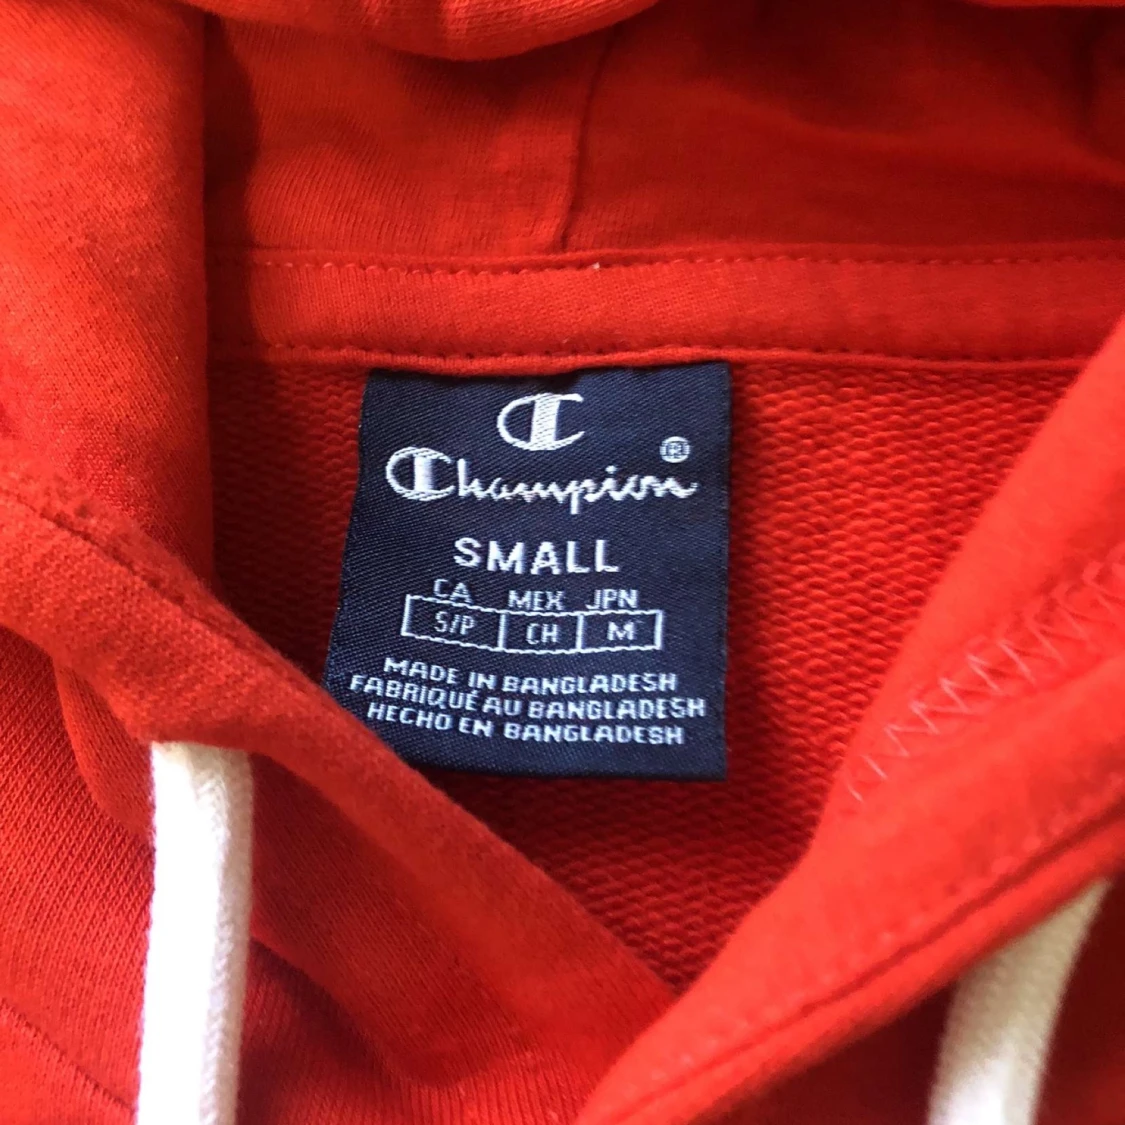 C
Champion®
SMALL
CA MEX JPN
S/P CH M
MADE IN BANGLADESH
FABRIQUÉ AU BANGLADESH
HECHO EN BANGLADESH